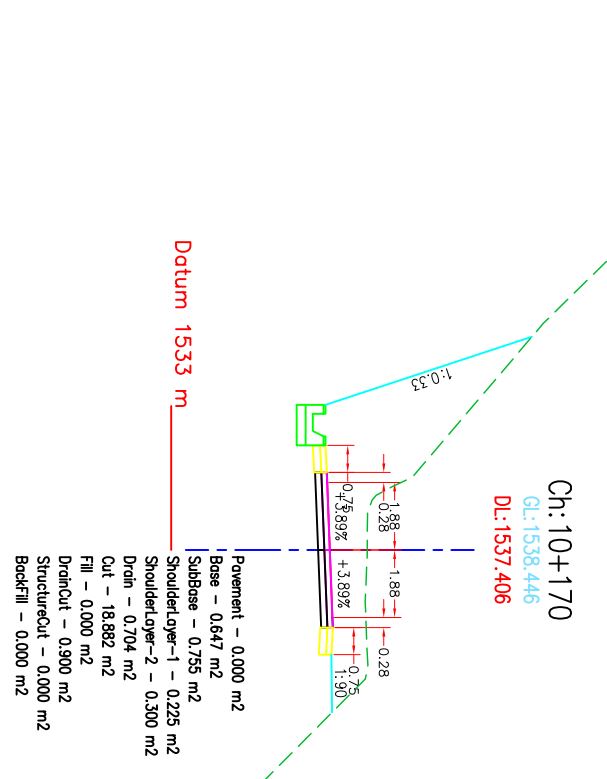 Ch:10+170
GL:1538.446
DL:1537.406
1:0.33
1.88
1.88
0.28
0.28
0.75
0.75
+3.89%
+3.89%
1:90
Datum 1533 m
Pavement - 0.000 m2
Base - 0.647 m2
SubBase - 0.755 m2
ShoulderLayer-1 - 0.225 m2
ShoulderLayer-2 - 0.300 m2
Drain - 0.704 m2
Cut - 18.882 m2
Fill - 0.000 m2
DrainCut - 0.900 m2
StructureCut - 0.000 m2
BackFill - 0.000 m2